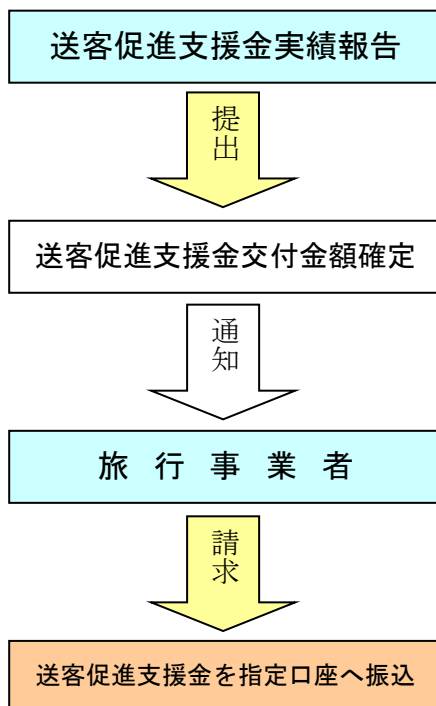 送客促進支援金実績報告
提出
送客促進支援金交付金額確定
通知
旅行事業者
請求
送客促進支援金を指定口座へ振込